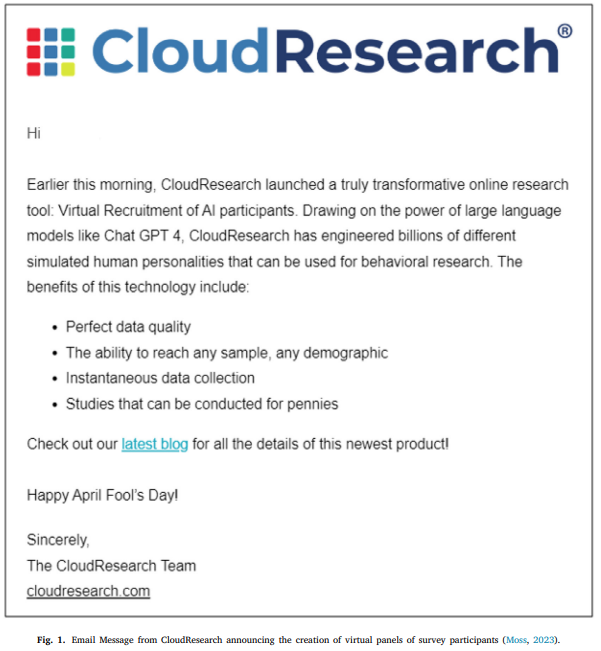 CloudResearch®
Hi
Earlier this morning, CloudResearch launched a truly transformative online research
tool: Virtual Recruitment of AI participants. Drawing on the power of large language
models like Chat GPT 4, CloudResearch has engineered billions of different
simulated human personalities that can be used for behavioral research. The
benefits of this technology include:
• Perfect data quality
• The ability to reach any sample, any demographic
• Instantaneous data collection
• Studies that can be conducted for pennies
Check out our latest blog for all the details of this newest product!
Happy April Fool's Day!
Sincerely,
The CloudResearch Team
cloudresearch.com
Fig. 1. Email Message from CloudResearch announcing the creation of virtual panels of survey participants (Moss, 2023).